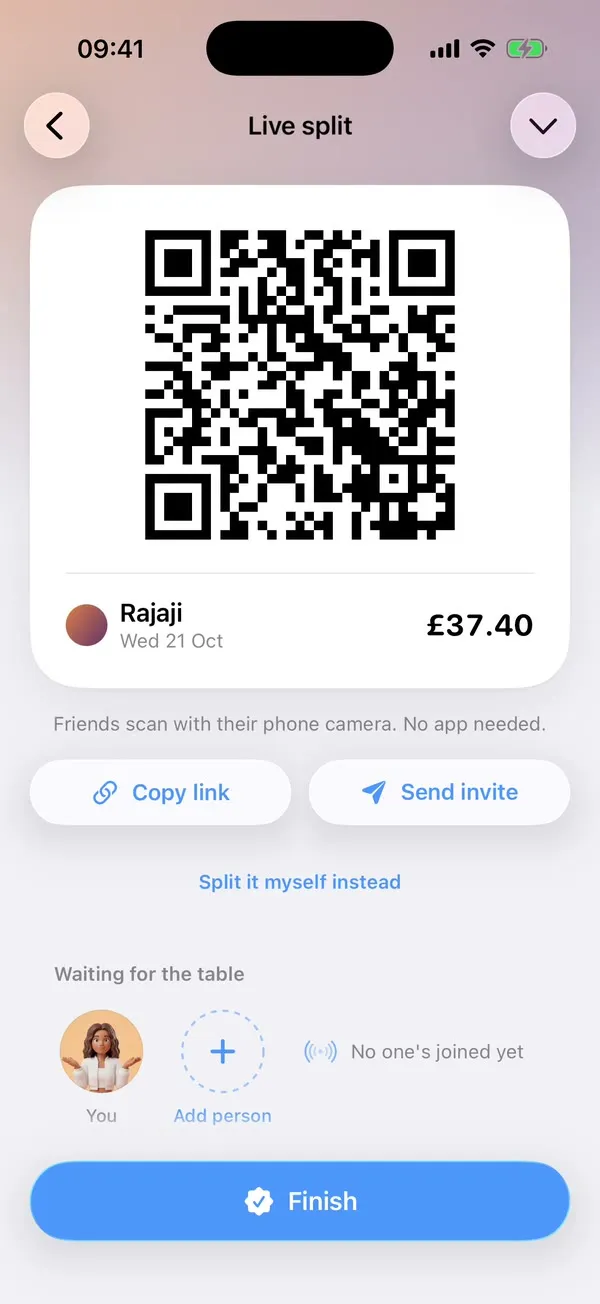 09:41
Live split
Rajaji
Wed 21 Oct
£37.40
Friends scan with their phone camera. No app needed.
Copy link
Send invite
Split it myself instead
Waiting for the table
No one's joined yet
You
Add person
Finish